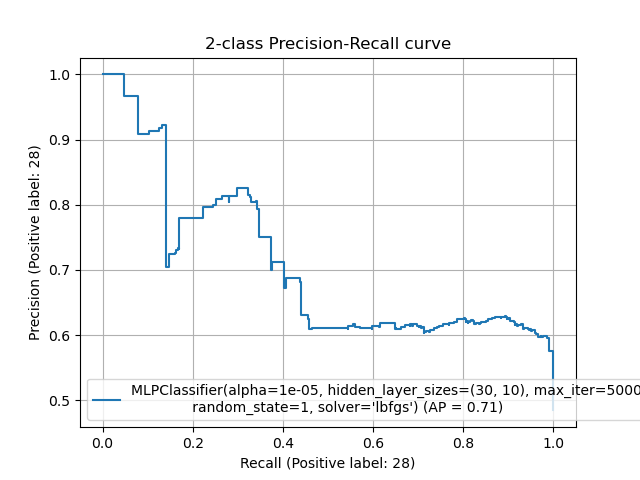 2-class Precision-Recall curve
1.0
0.9
0.8
0.7
0.6
0.5
Precision (Positive label: 28)
MLPClassifier(alpha=1e-05, hidden_layer_sizes=(30, 10), max_iter=5000
random_state=1, solver='lbfgs') (AP = 0.71)
0.0 0.2 0.4 0.6 0.8 1.0
Recall (Positive label: 28)